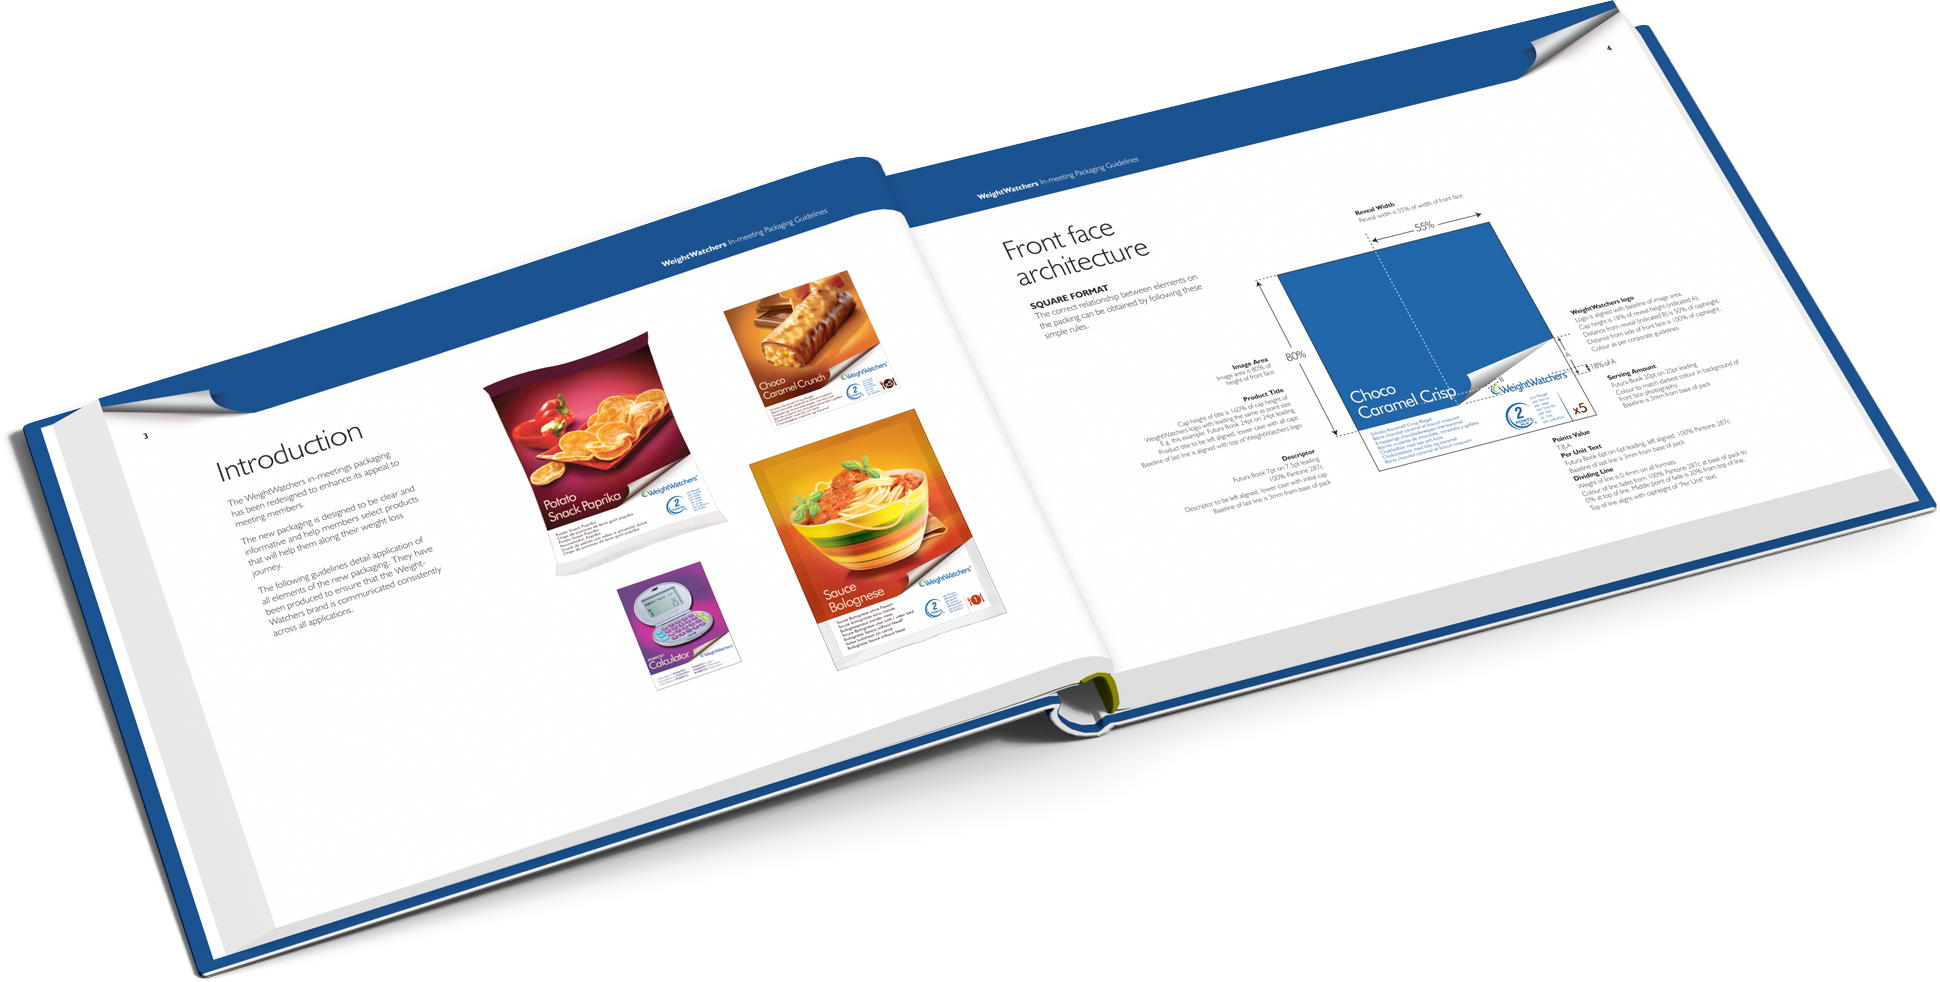 WeightWatchers In-meeting Packaging Guidelines
3
Introduction
The WeightWatchers in-meetings packaging
has been redesigned to enhance its appeal to
meeting members.
The new packaging is designed to be clear and
informative and help members select products
that will help them along their weight loss
journey.
The following guidelines detail application of
all elements of the new packaging. They have
been produced to ensure that the Weight-
Watchers brand is communicated consistently
across all applications.
Potato
Snack Paprika
WeightWatchers
2
Choco
Caramel Crunch
WeightWatchers
2
Sauce
Bolognese
WeightWatchers
2
1
Sauce Bolognese ohne Fleisch
Bolognese Sauce without Meat
Calculator
WeightWatchers
WeightWatchers In-meeting Packaging Guidelines
4
Front face
architecture
SQUARE FORMAT
The correct relationship between elements on
the packing can be obtained by following these
simple rules.
Reveal Width
Reveal width is 55% of width of front face
55%
Image Area
Image area is 80% of
height of front face
80%
Product Title
Cap height of title is 160% of cap height of
WeightWatchers logo with leading the same as point size
E.g. this example: Futura Book 24pt on 24pt leading
Product title to be left aligned, lower case with all caps
Baseline of last line is aligned with top of WeightWatchers logo
Descriptor
Futura Book 7pt on 7.5pt leading
100% Pantone 287c
Descriptor to be left aligned, lower case with initial cap
Baseline of last line is 3mm from base of pack
Choco
Caramel Crisp
WeightWatchers
2
POINTS
x5
A
B
18% of A
WeightWatchers logo
Logo is aligned with baseline of image area.
Cap height is 18% of reveal height (indicated A).
Distance from reveal (indicated B) is 50% of capheight.
Distance from side of front face is 100% of capheight.
Colour as per corporate guidelines
Serving Amount
Futura Book 20pt on 20pt leading
Colour to match darkest colour in background of
front face photography.
Baseline is 3mm from base of pack
Points Value
T.B.A.
Per Unit Text
Futura Book 6pt on 6pt leading, left aligned, 100% Pantone 287c
Baseline of last line is 3mm from base of pack
Dividing Line
Weight of line is 0.4mm on all formats.
Colour of line fades from 100% Pantone 287c at base of pack to
0% at top of line. Middle point of fade is 20% from top of line.
Top of line aligns with capheight of "Per Unit" text.